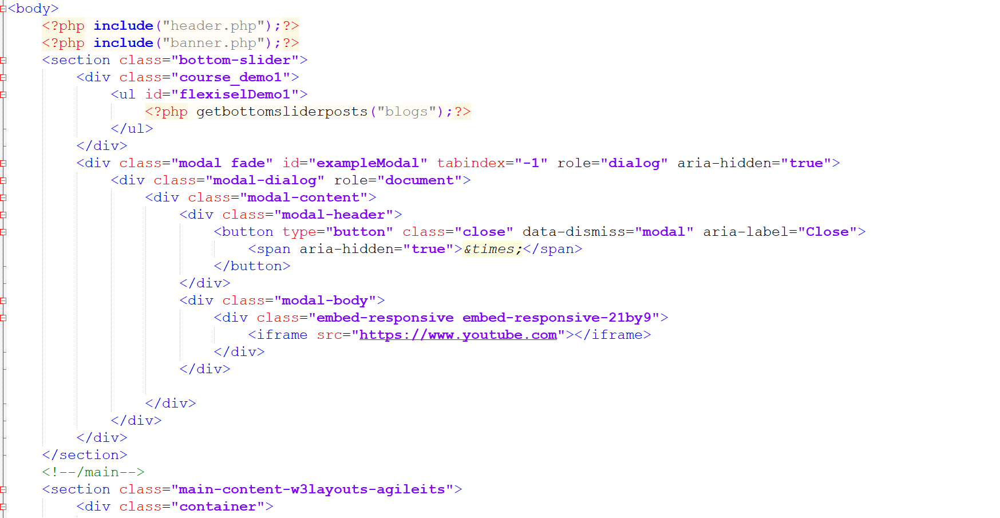 <body>
    <?php include("header.php");?>
    <?php include("banner.php");?>
    <section class="bottom-slider">
        <div class="course_demo1">
            <ul id="flexiselDemo1">
                <?php getbottomsliderposts("blogs");?>
            </ul>
        </div>
        <div class="modal fade" id="exampleModal" tabindex="-1" role="dialog" aria-hidden="true">
            <div class="modal-dialog" role="document">
                <div class="modal-content">
                    <div class="modal-header">
                        <button type="button" class="close" data-dismiss="modal" aria-label="Close">
                            <span aria-hidden="true">&times;</span>
                        </button>
                    </div>
                    <div class="modal-body">
                        <div class="embed-responsive embed-responsive-21by9">
                            <iframe src="https://www.youtube.com"></iframe>
                        </div>
                    </div>

                </div>
            </div>
        </div>
    </section>
    <!--/main-->
    <section class="main-content-w3layouts-agileits">
        <div class="container">